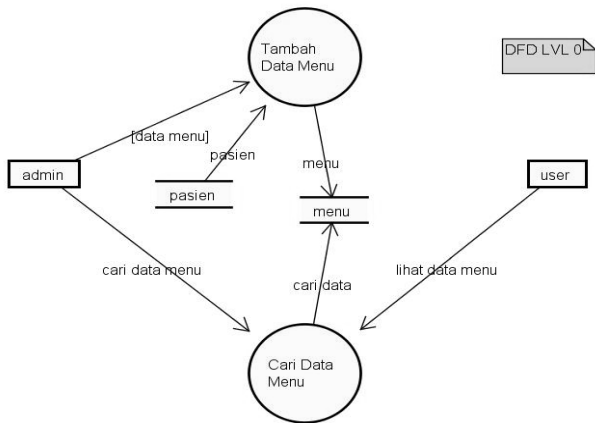 Tambah
Data Menu
DFD LVL 0
[data menu]
pasien
menu
admin
pasien
menu
user
cari data menu
cari data
lihat data menu
Cari Data
Menu